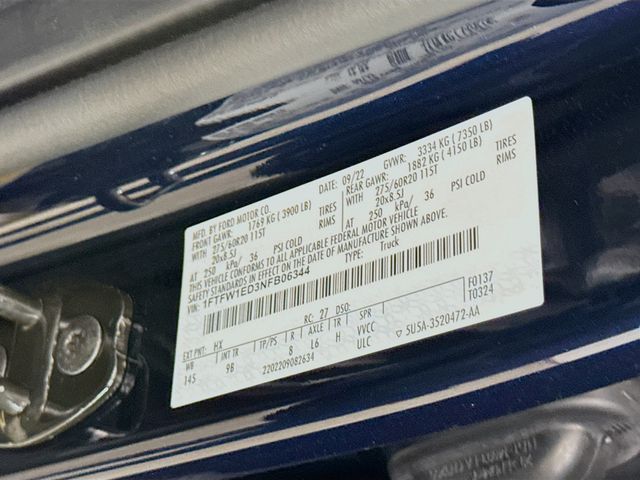 MFD. BY FORD MOTOR CO.
DATE: 09/22 GVWR: 3334 KG ( 7350 LB)
FRONT GAWR: 1769 KG ( 3900 LB) REAR GAWR: 1882 KG ( 4150 LB)
WITH 275/60R20 115T TIRES WITH 275/60R20 115T TIRES
20x8.5J RIMS 20x8.5J RIMS
AT 250 kPa/ 36 PSI COLD AT 250 kPa/ 36 PSI COLD
THIS VEHICLE CONFORMS TO ALL APPLICABLE FEDERAL MOTOR VEHICLE
SAFETY STANDARDS IN EFFECT ON THE DATE OF MANUFACTURE SHOWN ABOVE.
VIN: 1FTFW1ED3NFB06344 TYPE: Truck
F0137
T0324
EXT PNT: HX RC: 27 DSO:
WB INT TR TP/PS R AXLE TR SPR
145 9B 8 L6 H VVCC
ULC
2202209082634
5U5A-3520472-AA